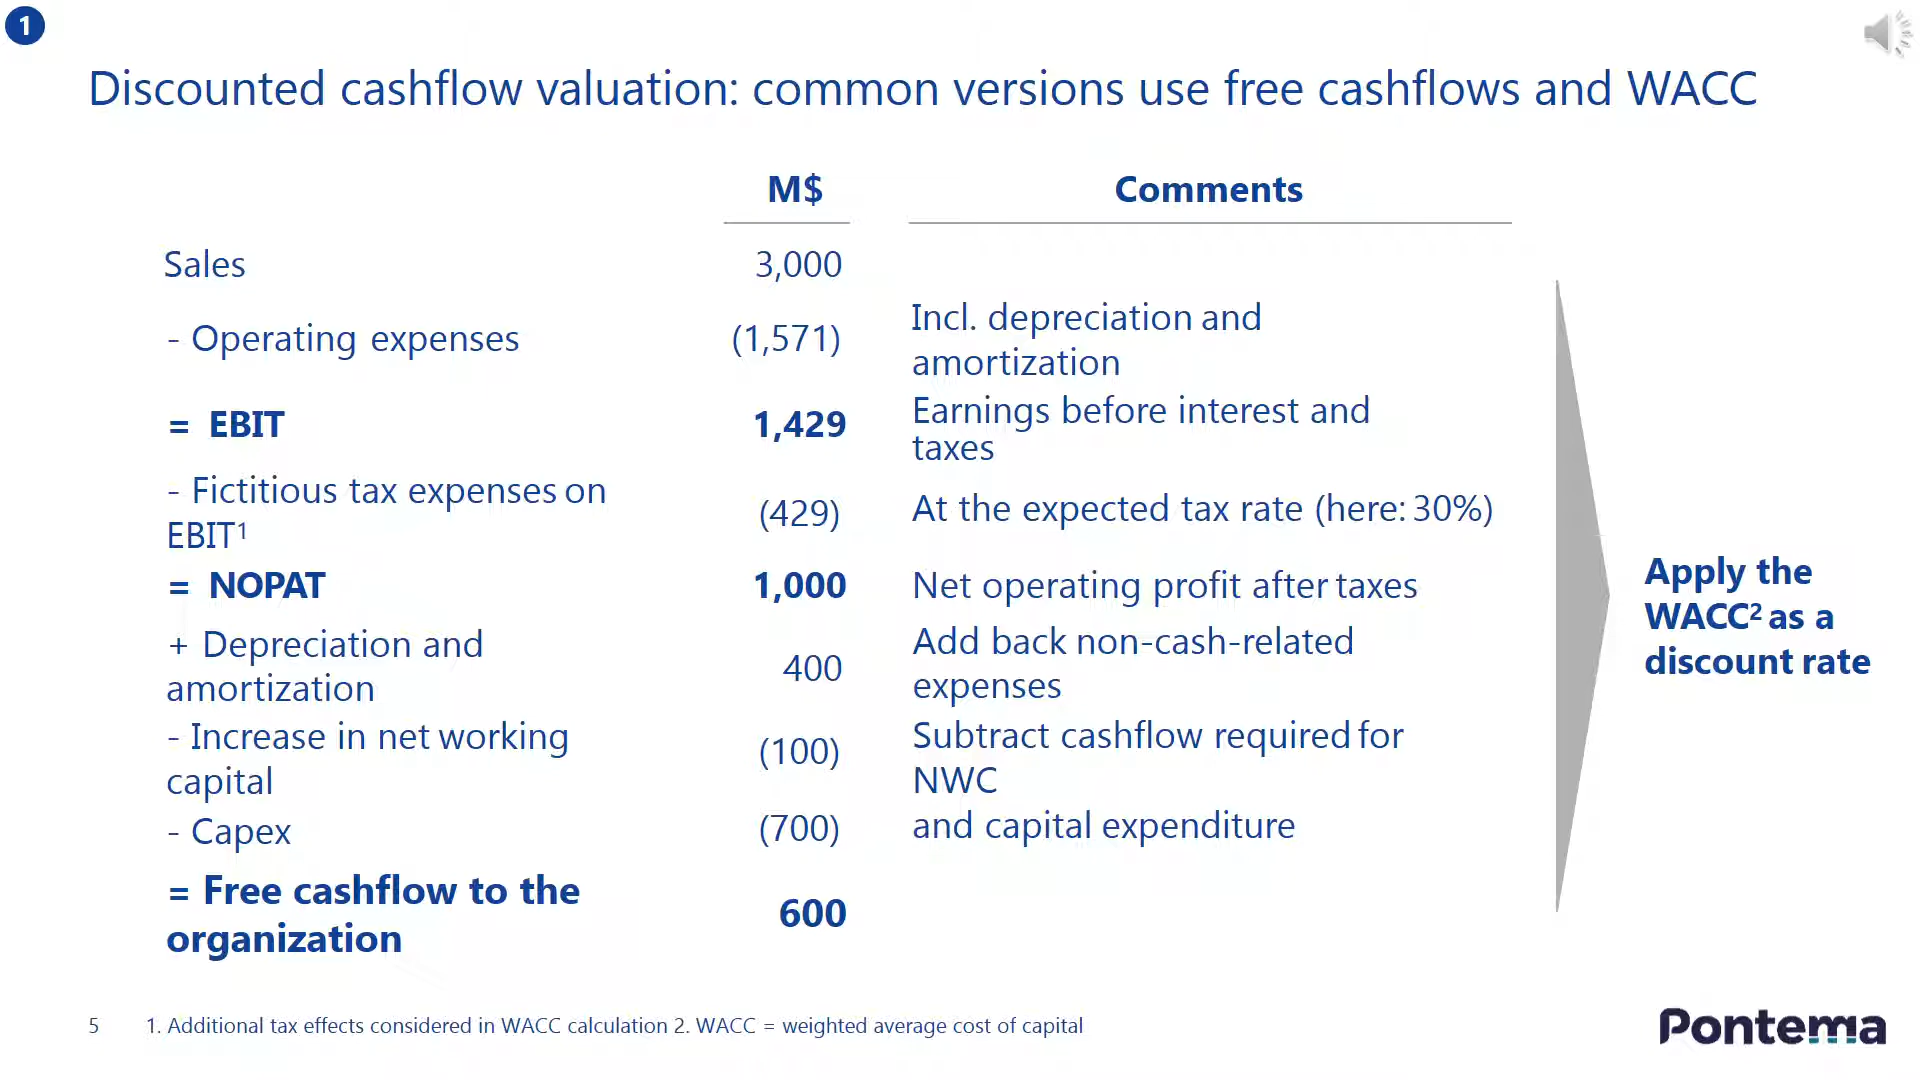 1
Discounted cashflow valuation: common versions use free cashflows and WACC
M$
Comments
Sales
3,000
- Operating expenses
(1,571)
Incl. depreciation and
amortization
= EBIT
1,429
Earnings before interest and
taxes
- Fictitious tax expenses on
EBIT¹
(429)
At the expected tax rate (here: 30%)
= NOPAT
1,000
Net operating profit after taxes
+ Depreciation and
amortization
400
Add back non-cash-related
expenses
- Increase in net working
capital
(100)
Subtract cashflow required for
NWC
- Capex
(700)
and capital expenditure
= Free cashflow to the
organization
600
Apply the
WACC² as a
discount rate
5
1. Additional tax effects considered in WACC calculation 2. WACC = weighted average cost of capital
Pontema